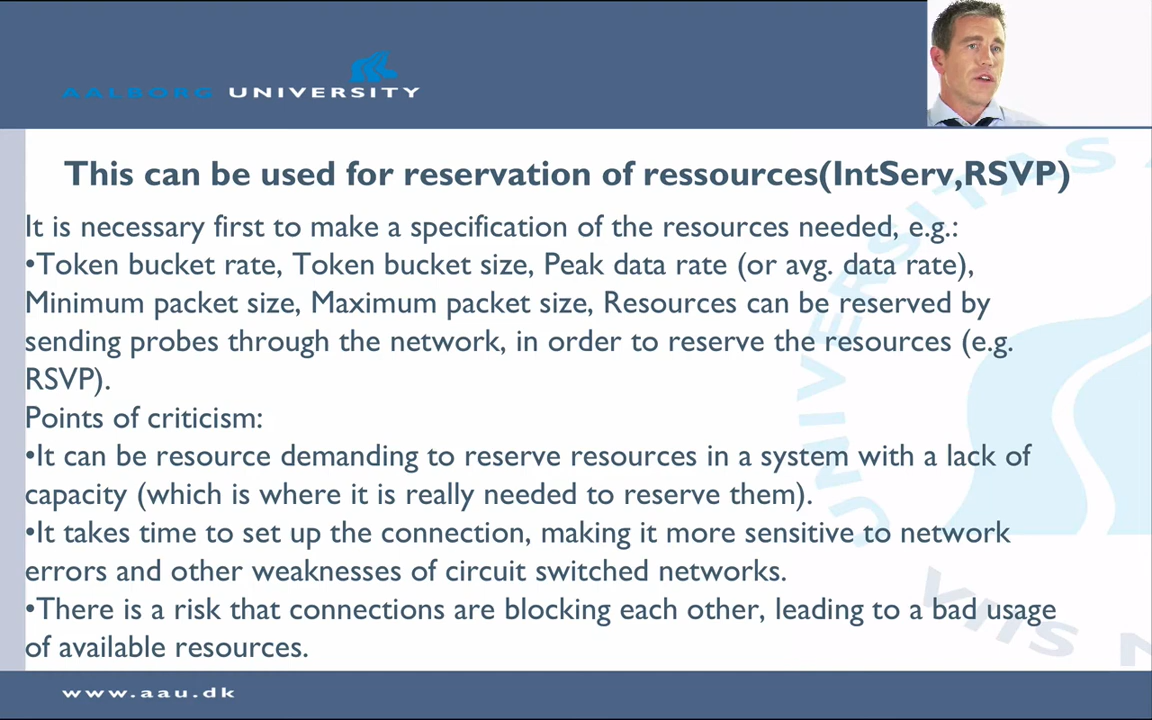 AALBORG UNIVERSITY
This can be used for reservation of ressources(IntServ,RSVP)
It is necessary first to make a specification of the resources needed, e.g.:
•Token bucket rate, Token bucket size, Peak data rate (or avg. data rate),
Minimum packet size, Maximum packet size, Resources can be reserved by
sending probes through the network, in order to reserve the resources (e.g.
RSVP).
Points of criticism:
•It can be resource demanding to reserve resources in a system with a lack of
capacity (which is where it is really needed to reserve them).
•It takes time to set up the connection, making it more sensitive to network
errors and other weaknesses of circuit switched networks.
•There is a risk that connections are blocking each other, leading to a bad usage
of available resources.
www.aau.dk